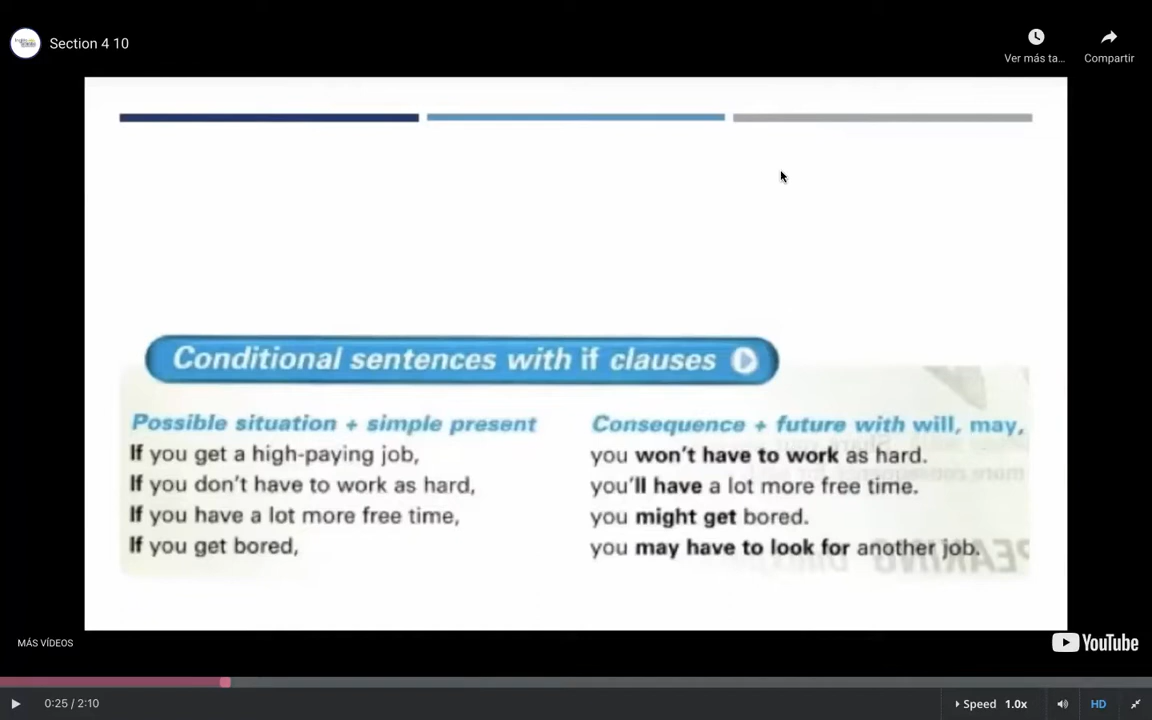 Section 4 10
Ver más ta...
Compartir
Conditional sentences with if clauses
Possible situation + simple present
Consequence + future with will, may,
If you get a high-paying job,
you won't have to work as hard.
If you don't have to work as hard,
you'll have a lot more free time.
If you have a lot more free time,
you might get bored.
If you get bored,
you may have to look for another job.
MÁS VÍDEOS
YouTube
0:25 / 2:10
Speed 1.0x
HD